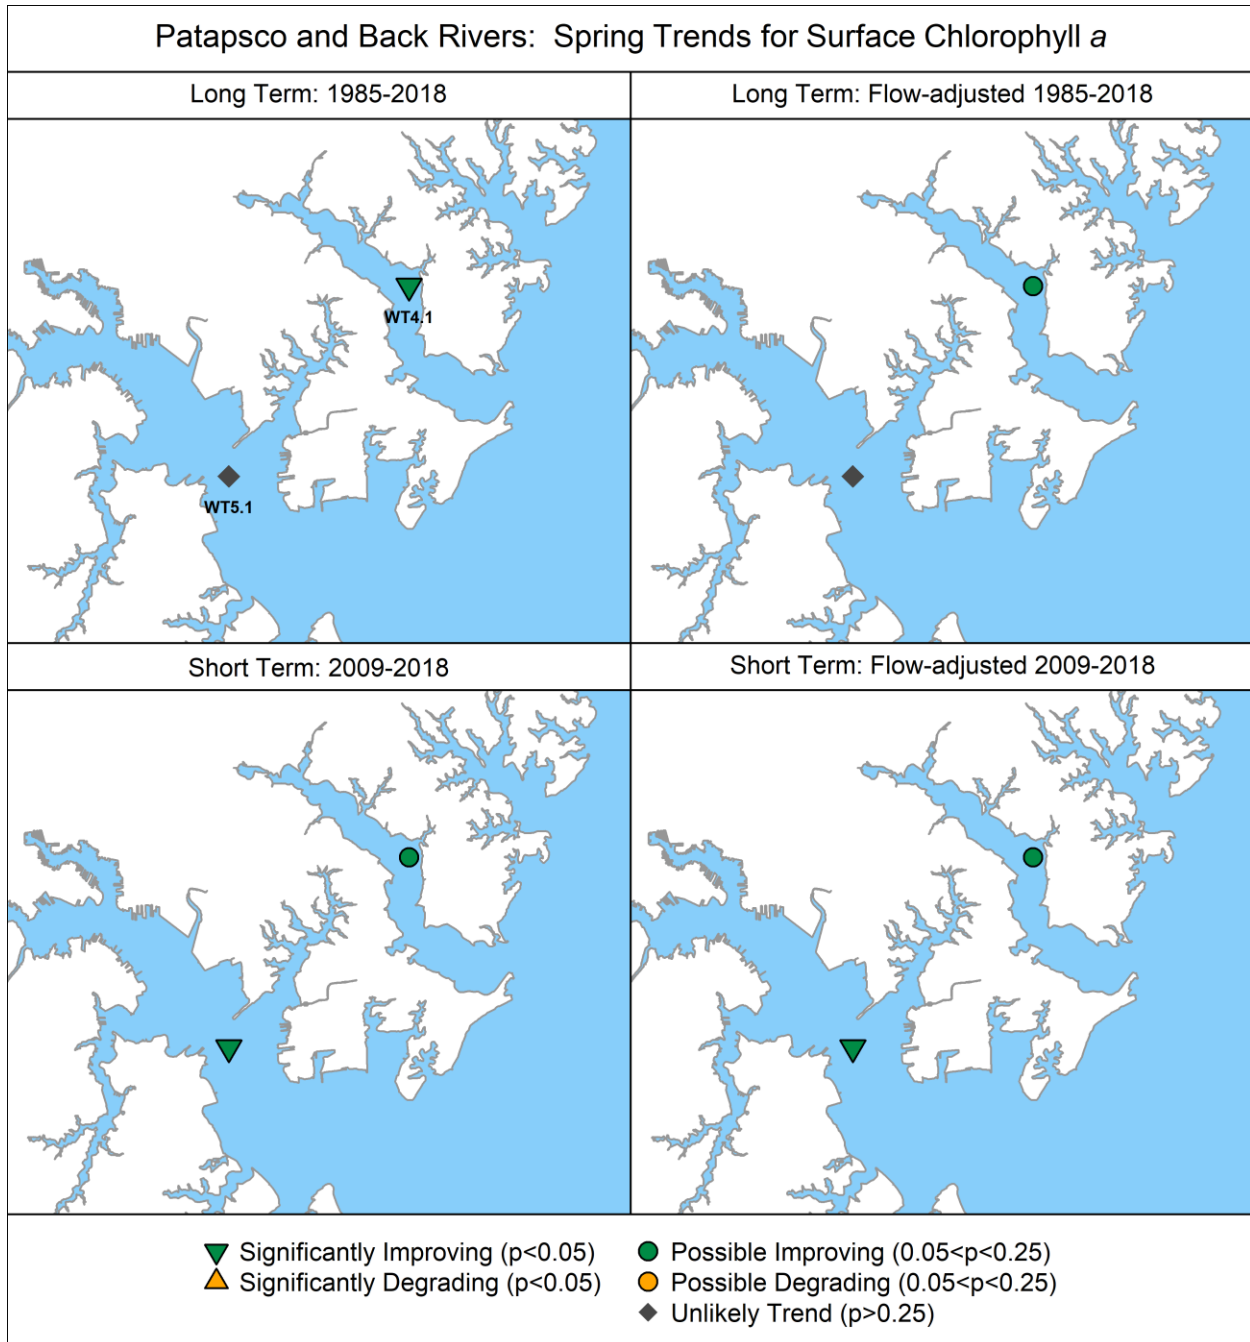 Patapsco and Back Rivers:  Spring Trends for Surface Chlorophyll a
Long Term: 1985-2018
Long Term: Flow-adjusted 1985-2018
WT4.1
WT5.1
Short Term: 2009-2018
Short Term: Flow-adjusted 2009-2018
Significantly Improving (p<0.05)
Possible Improving (0.05<p<0.25)
Significantly Degrading (p<0.05)
Possible Degrading (0.05<p<0.25)
Unlikely Trend (p>0.25)